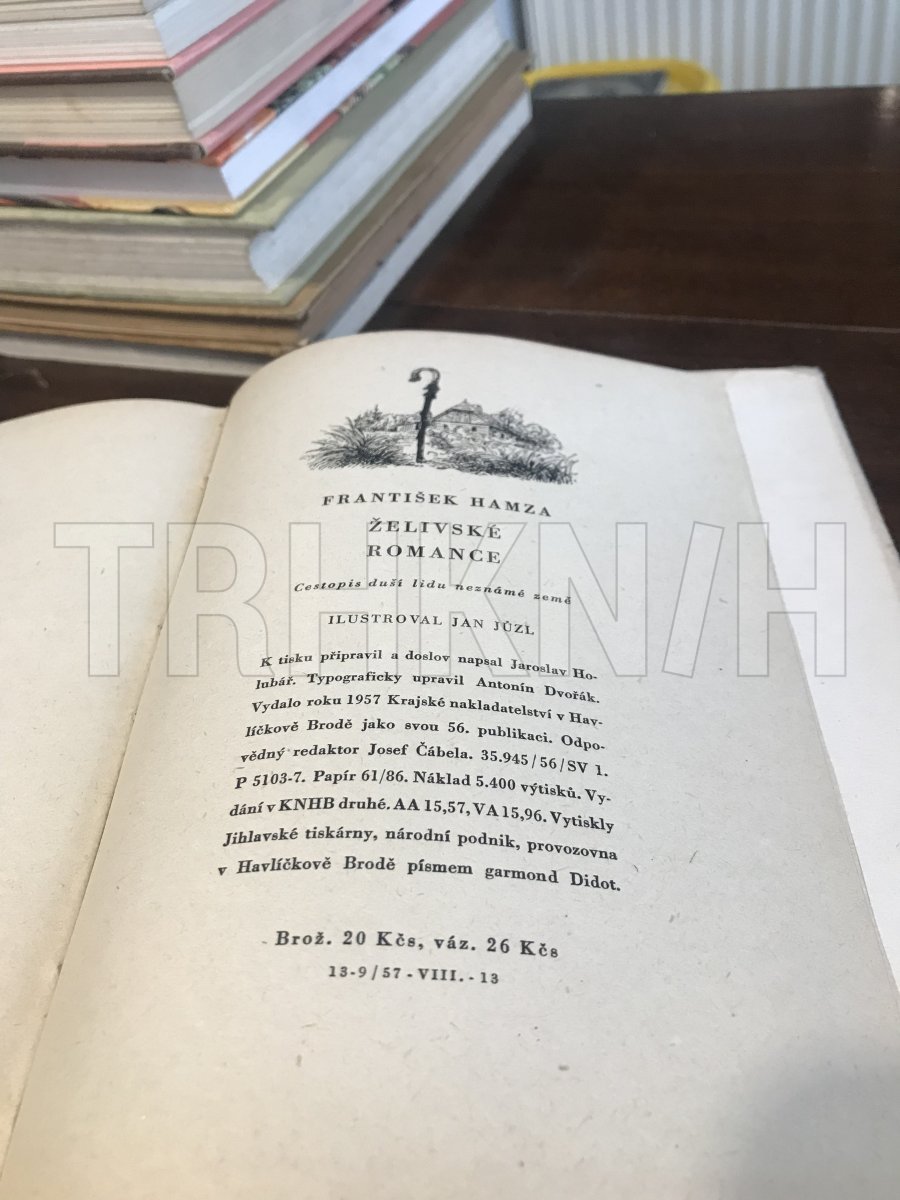 FRANTIŠEK HAMZA
ŽELIVSKÉ
ROMANCE
Cestopis duší lidu neznámé země
ILUSTROVAL JAN JŮZL
K tisku připravil a doslov napsal Jaroslav Ho-
lubář. Typograficky upravil Antonín Dvořák.
Vydalo roku 1957 Krajské nakladatelství v Hav-
líčkově Brodě jako svou 56. publikaci. Odpo-
vědný redaktor Josef Čábela. 35.945/56/SV 1.
P 5103-7. Papír 61/86. Náklad 5.400 výtisků. Vy-
dání v KNHB druhé. AA 15,57, VA 15,96. Vytiskly
Jihlavské tiskárny, národní podnik, provozovna
v Havlíčkově Brodě písmem garmond Didot.
Brož. 20 Kčs, váz. 26 Kčs
13-9/57 - VIII. - 13
TRHKNIH